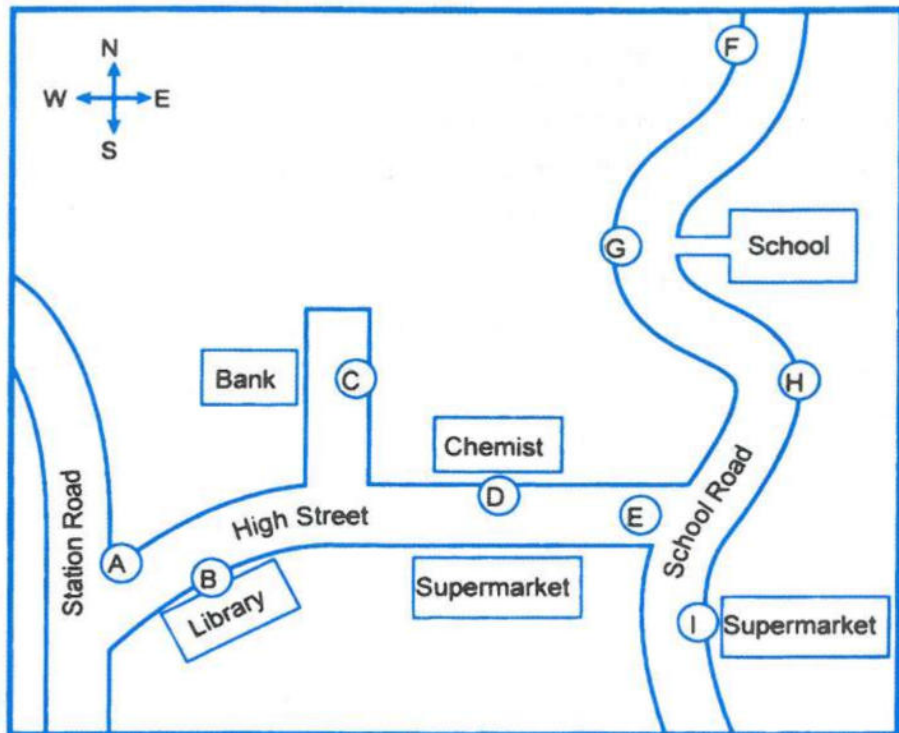 N
W E
S
F
G
School
Bank
C
H
Chemist
D
E
High Street
School Road
Station Road
A
B
Library
Supermarket
I
Supermarket